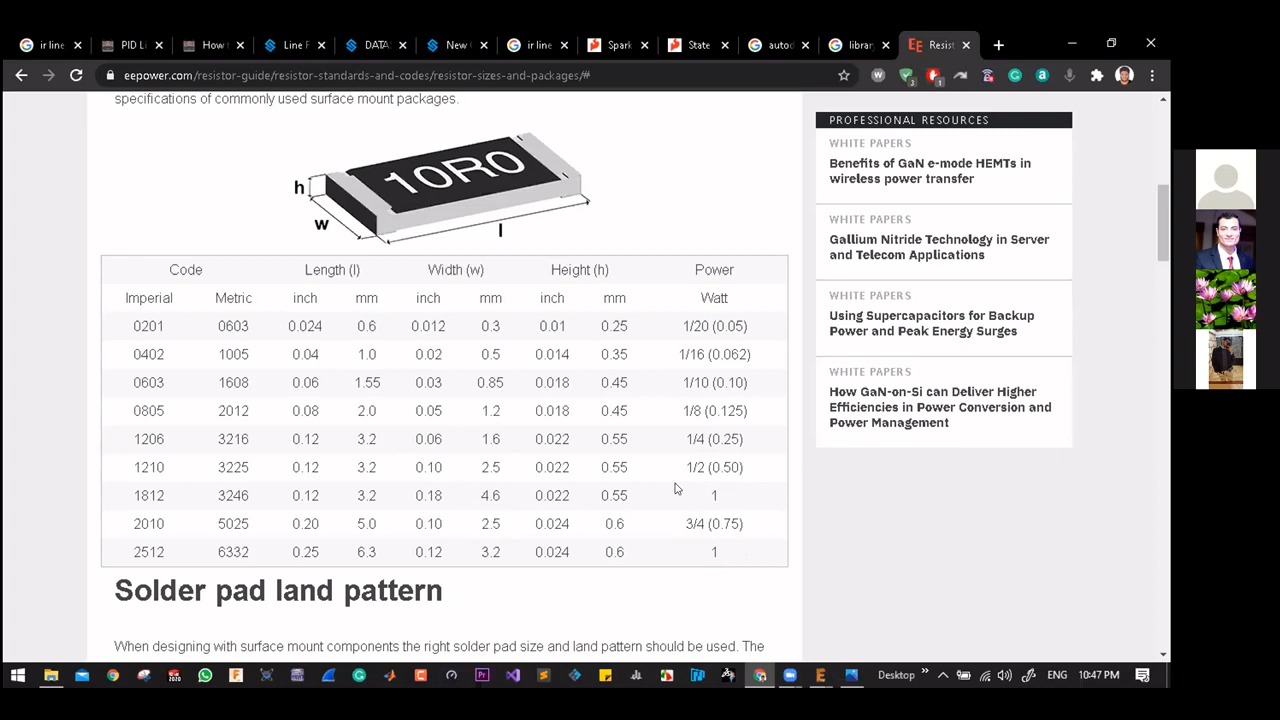 ir line
PID Li
How t
Line F
DATA
New (
ir line
Spark
State
autod
library
Resist
eepower.com/resistor-guide/resistor-standards-and-codes/resistor-sizes-and-packages/#
specifications of commonly used surface mount packages.
10R0
h
w
l
Code Length (l) Width (w) Height (h) Power
Imperial Metric inch mm inch mm inch mm Watt
0201 0603 0.024 0.6 0.012 0.3 0.01 0.25 1/20 (0.05)
0402 1005 0.04 1.0 0.02 0.5 0.014 0.35 1/16 (0.062)
0603 1608 0.06 1.55 0.03 0.85 0.018 0.45 1/10 (0.10)
0805 2012 0.08 2.0 0.05 1.2 0.018 0.45 1/8 (0.125)
1206 3216 0.12 3.2 0.06 1.6 0.022 0.55 1/4 (0.25)
1210 3225 0.12 3.2 0.10 2.5 0.022 0.55 1/2 (0.50)
1812 3246 0.12 3.2 0.18 4.6 0.022 0.55 1
2010 5025 0.20 5.0 0.10 2.5 0.024 0.6 3/4 (0.75)
2512 6332 0.25 6.3 0.12 3.2 0.024 0.6 1
Solder pad land pattern
When designing with surface mount components the right solder pad size and land pattern should be used. The
PROFESSIONAL RESOURCES
WHITE PAPERS
Benefits of GaN e-mode HEMTs in
wireless power transfer
WHITE PAPERS
Gallium Nitride Technology in Server
and Telecom Applications
WHITE PAPERS
Using Supercapacitors for Backup
Power and Peak Energy Surges
WHITE PAPERS
How GaN-on-Si can Deliver Higher
Efficiencies in Power Conversion and
Power Management
Desktop
ENG
10:47 PM